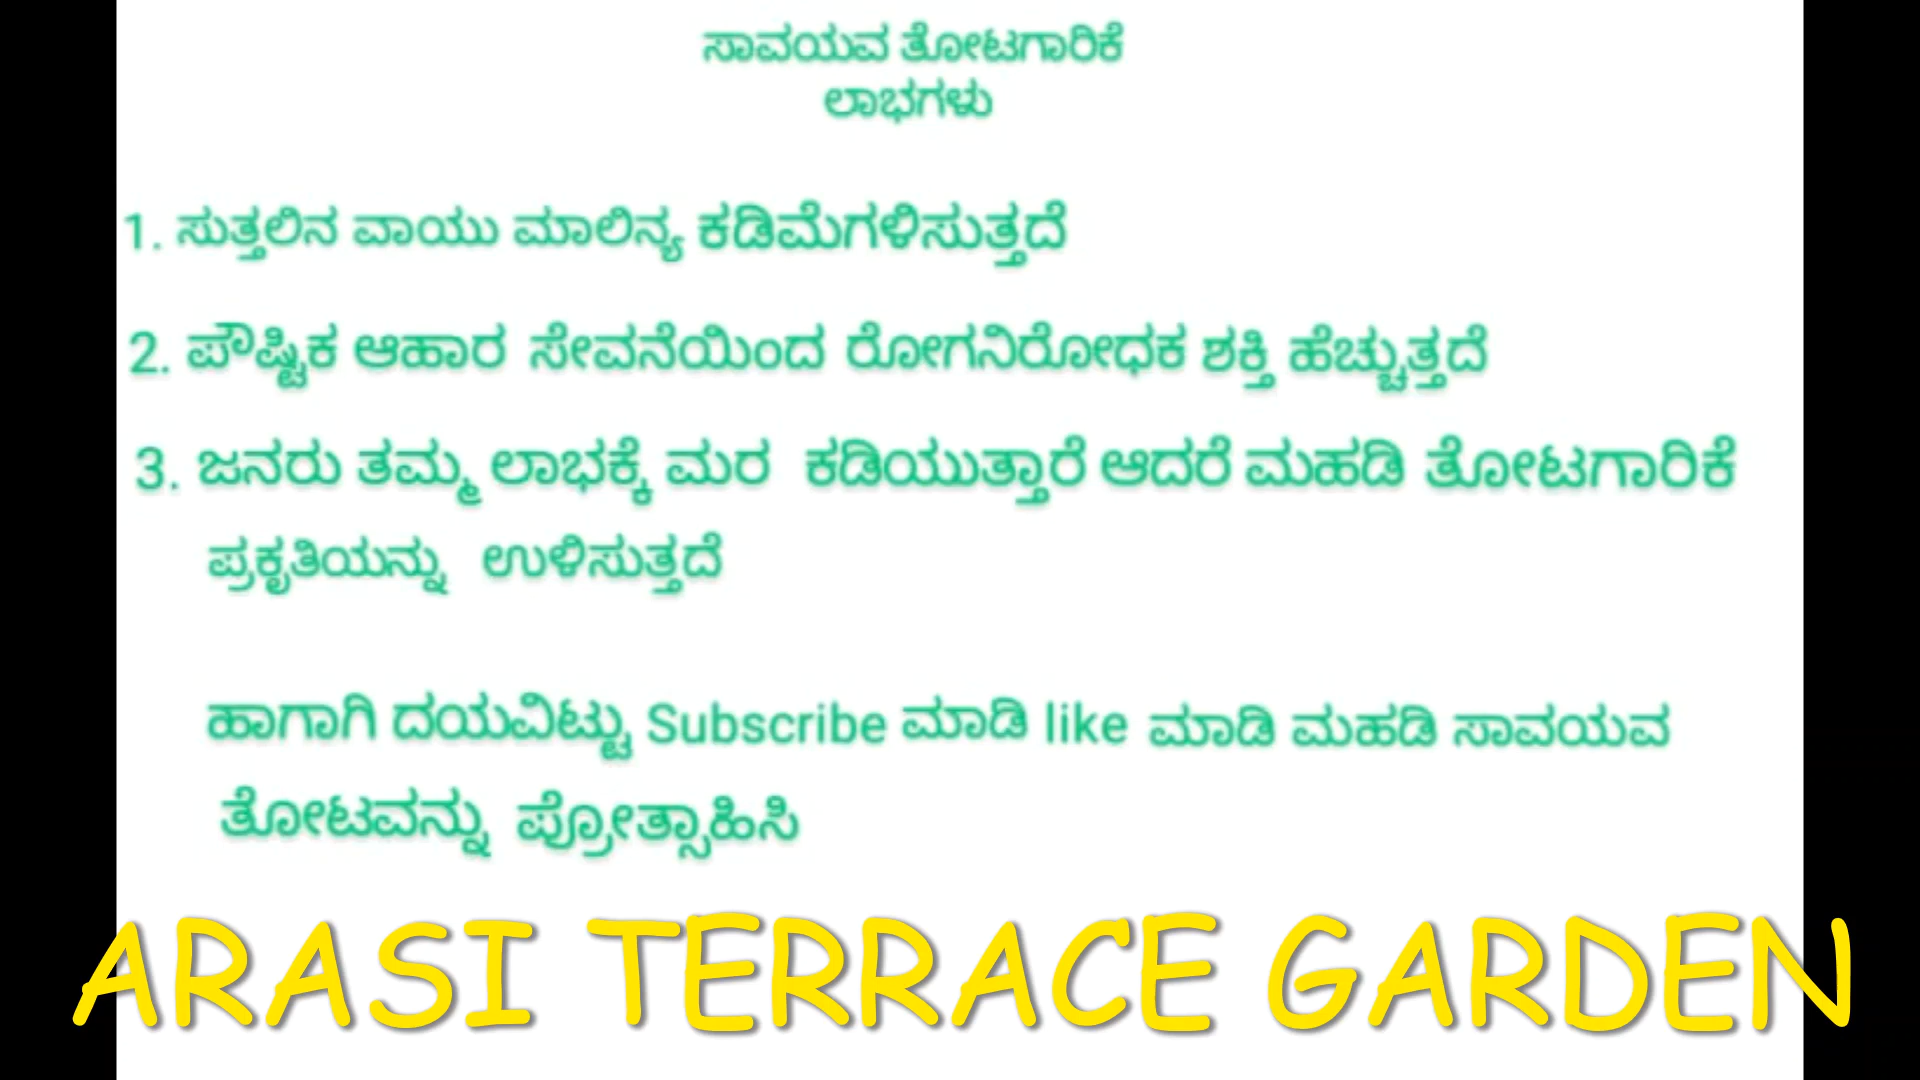 ಸಾವಯವ ತೋಟಗಾರಿಕೆ
ಲಾಭಗಳು
1. ಸುತ್ತಲಿನ ವಾಯು ಮಾಲಿನ್ಯ ಕಡಿಮೆಗಳಿಸುತ್ತದೆ
2. ಪೌಷ್ಟಿಕ ಆಹಾರ ಸೇವನೆಯಿಂದ ರೋಗನಿರೋಧಕ ಶಕ್ತಿ ಹೆಚ್ಚುತ್ತದೆ
3. ಜನರು ತಮ್ಮ ಲಾಭಕ್ಕೆ ಮರ ಕಡಿಯುತ್ತಾರೆ ಆದರೆ ಮಹಡಿ ತೋಟಗಾರಿಕೆ
ಪ್ರಕೃತಿಯನ್ನು ಉಳಿಸುತ್ತದೆ
ಹಾಗಾಗಿ ದಯವಿಟ್ಟು Subscribe ಮಾಡಿ like ಮಾಡಿ ಮಹಡಿ ಸಾವಯವ
ತೋಟವನ್ನು ಪ್ರೋತ್ಸಾಹಿಸಿ
ARASI TERRACE GARDEN